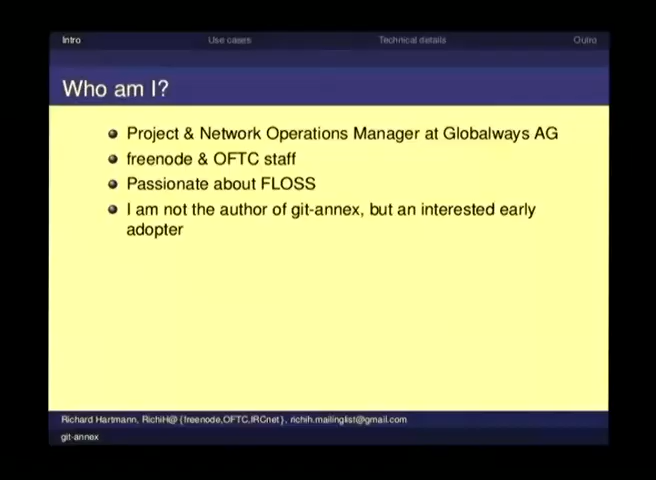 Intro Use cases Technical details Outro
Who am I?
Project & Network Operations Manager at Globalways AG
freenode & OFTC staff
Passionate about FLOSS
I am not the author of git-annex, but an interested early
adopter
Richard Hartmann, RichiH@{freenode,OFTC,IRCnet}, richih.mailinglist@gmail.com
git-annex